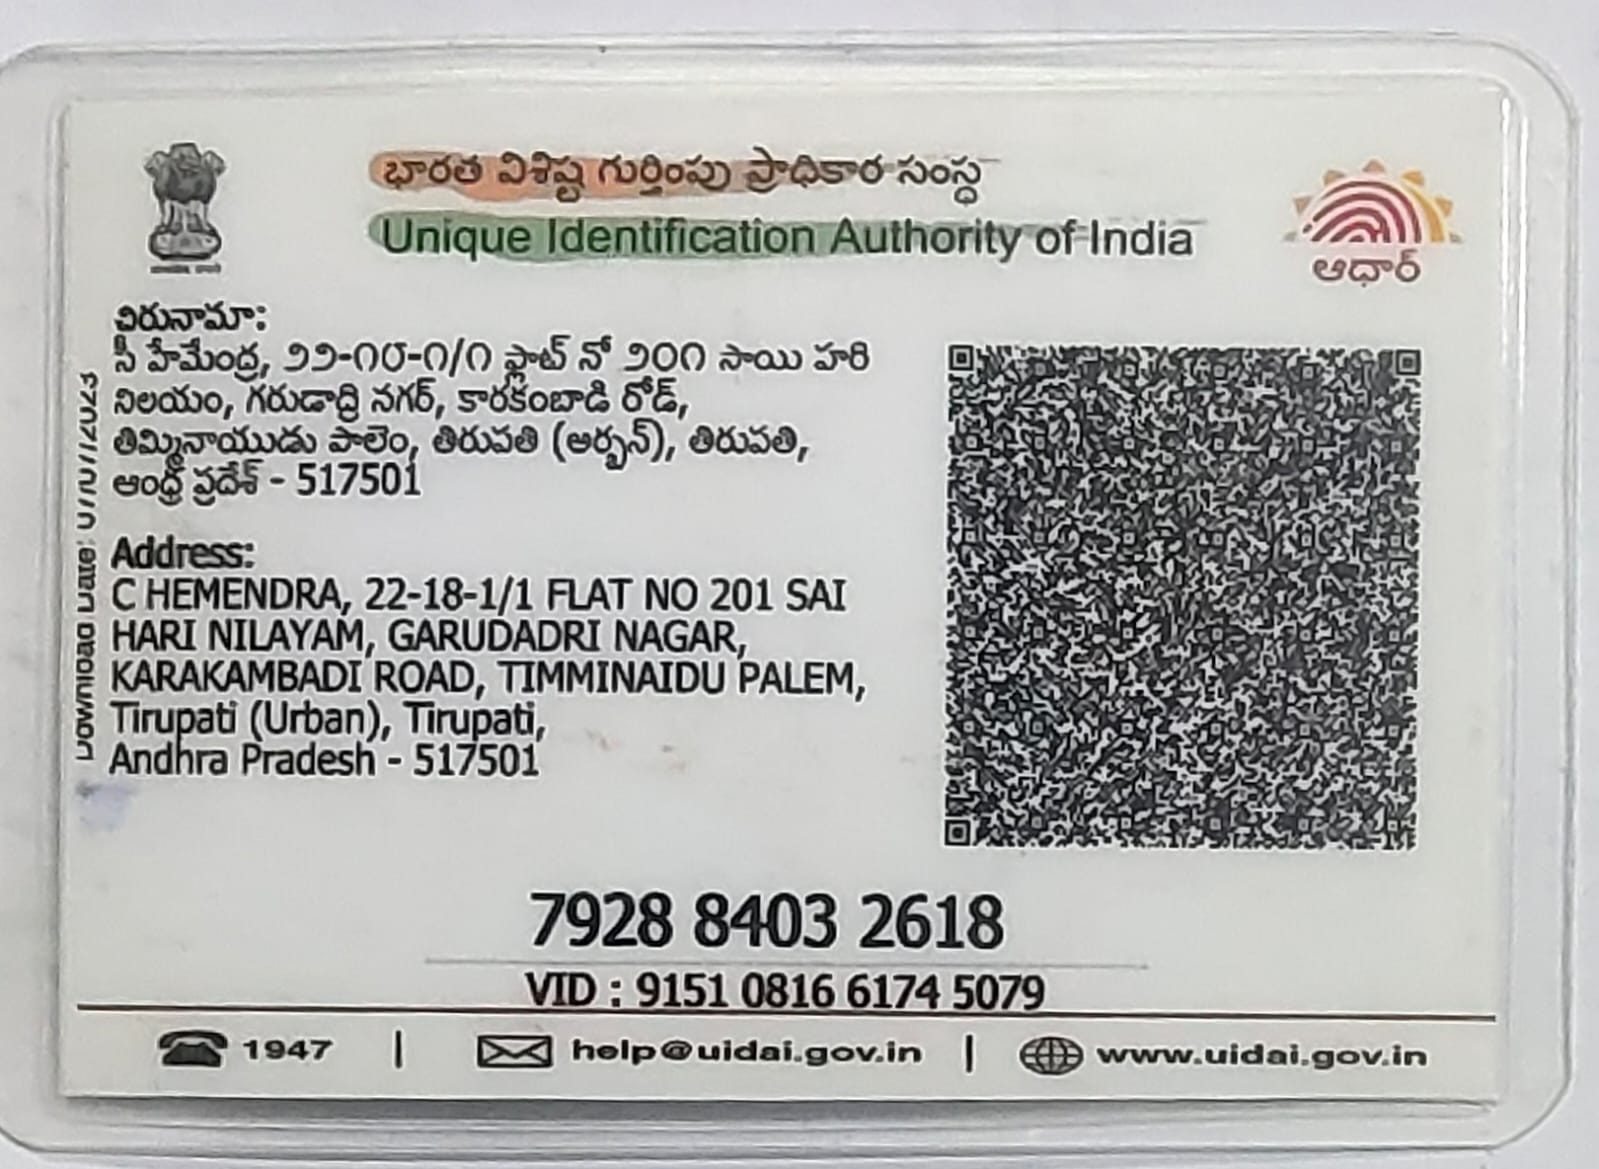 భారత విశిష్ట గుర్తింపు ప్రాధికార సంస్థ
Unique Identification Authority of India
ఆధార్
చిరునామా:
సీ హేమేంద్ర, ౨౨-౧౮-౧/౧ ఫ్లాట్ నో ౨౦౧ సాయి హరి
నిలయం, గరుడాద్రి నగర్, కారకంబాడి రోడ్,
తిమ్మినాయుడు పాలెం, తిరుపతి (అర్బన్), తిరుపతి,
ఆంధ్ర ప్రదేశ్ - 517501
Download Date: 07/07/2023
Address:
C HEMENDRA, 22-18-1/1 FLAT NO 201 SAI
HARI NILAYAM, GARUDADRI NAGAR,
KARAKAMBADI ROAD, TIMMINAIDU PALEM,
Tirupati (Urban), Tirupati,
Andhra Pradesh - 517501
7928 8403 2618
VID : 9151 0816 6174 5079
1947 | help@uidai.gov.in | www.uidai.gov.in